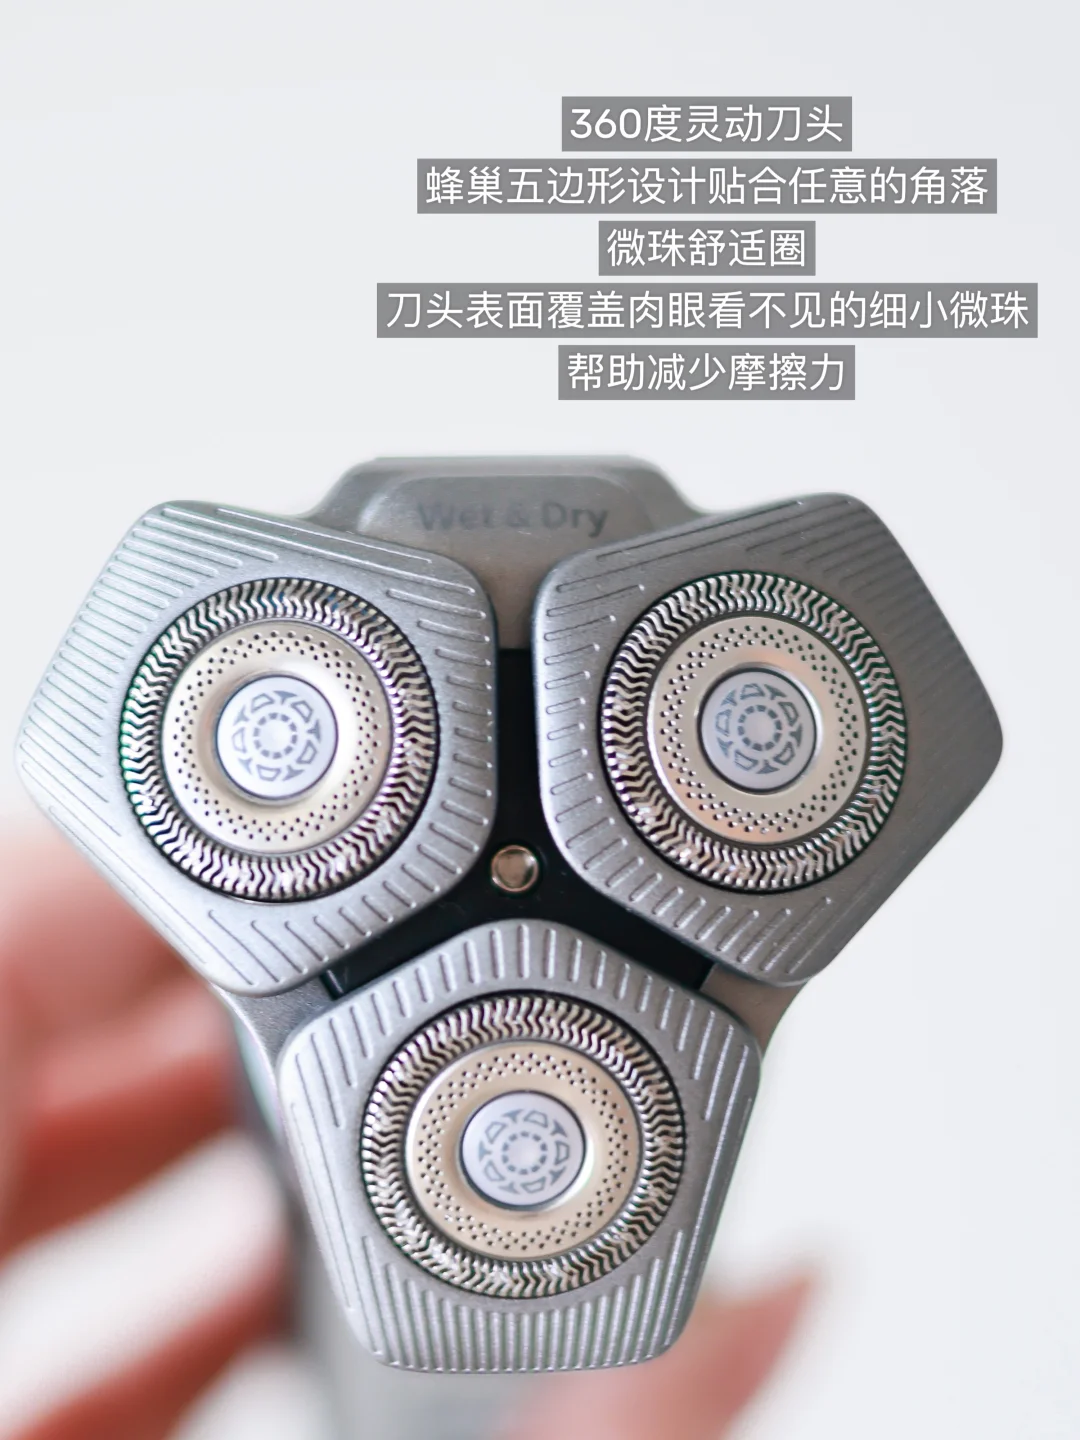 360度灵动刀头
蜂巢五边形设计贴合任意的角落
微珠舒适圈
刀头表面覆盖肉眼看不见的细小微珠
帮助减少摩擦力
Wet & Dry